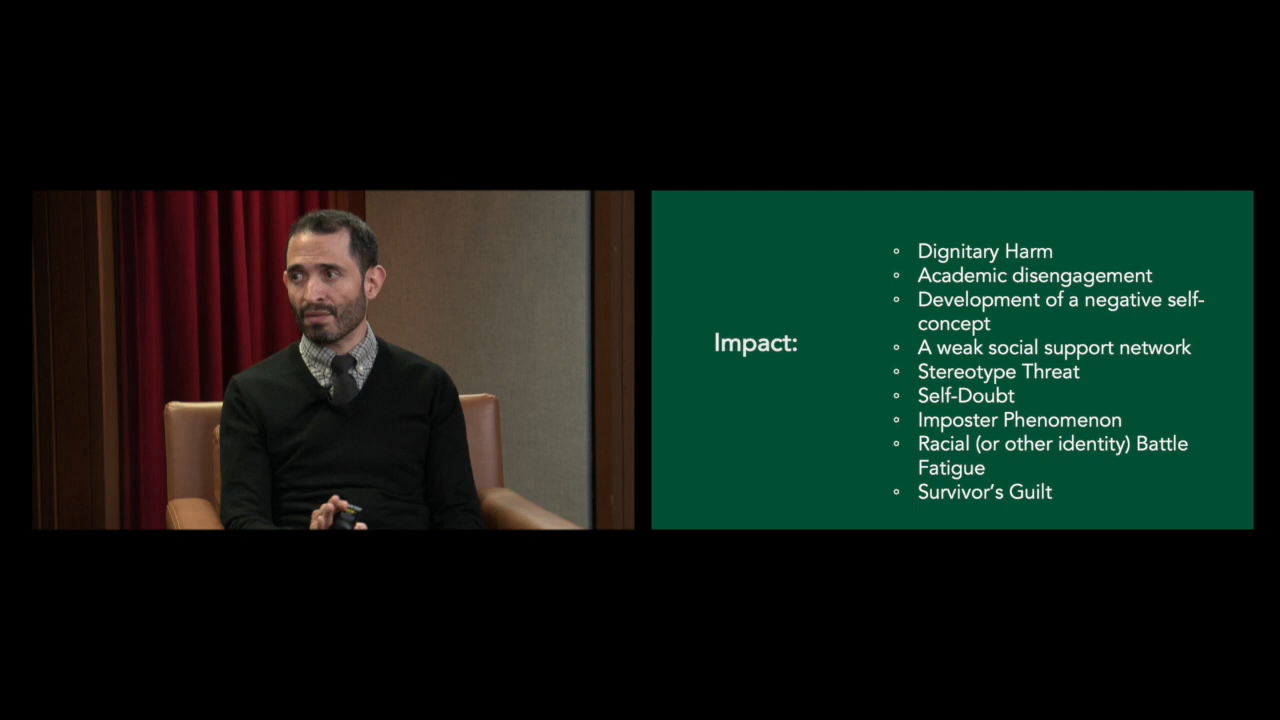 Impact:
Dignitary Harm
Academic disengagement
Development of a negative self-
concept
A weak social support network
Stereotype Threat
Self-Doubt
Imposter Phenomenon
Racial (or other identity) Battle
Fatigue
Survivor's Guilt